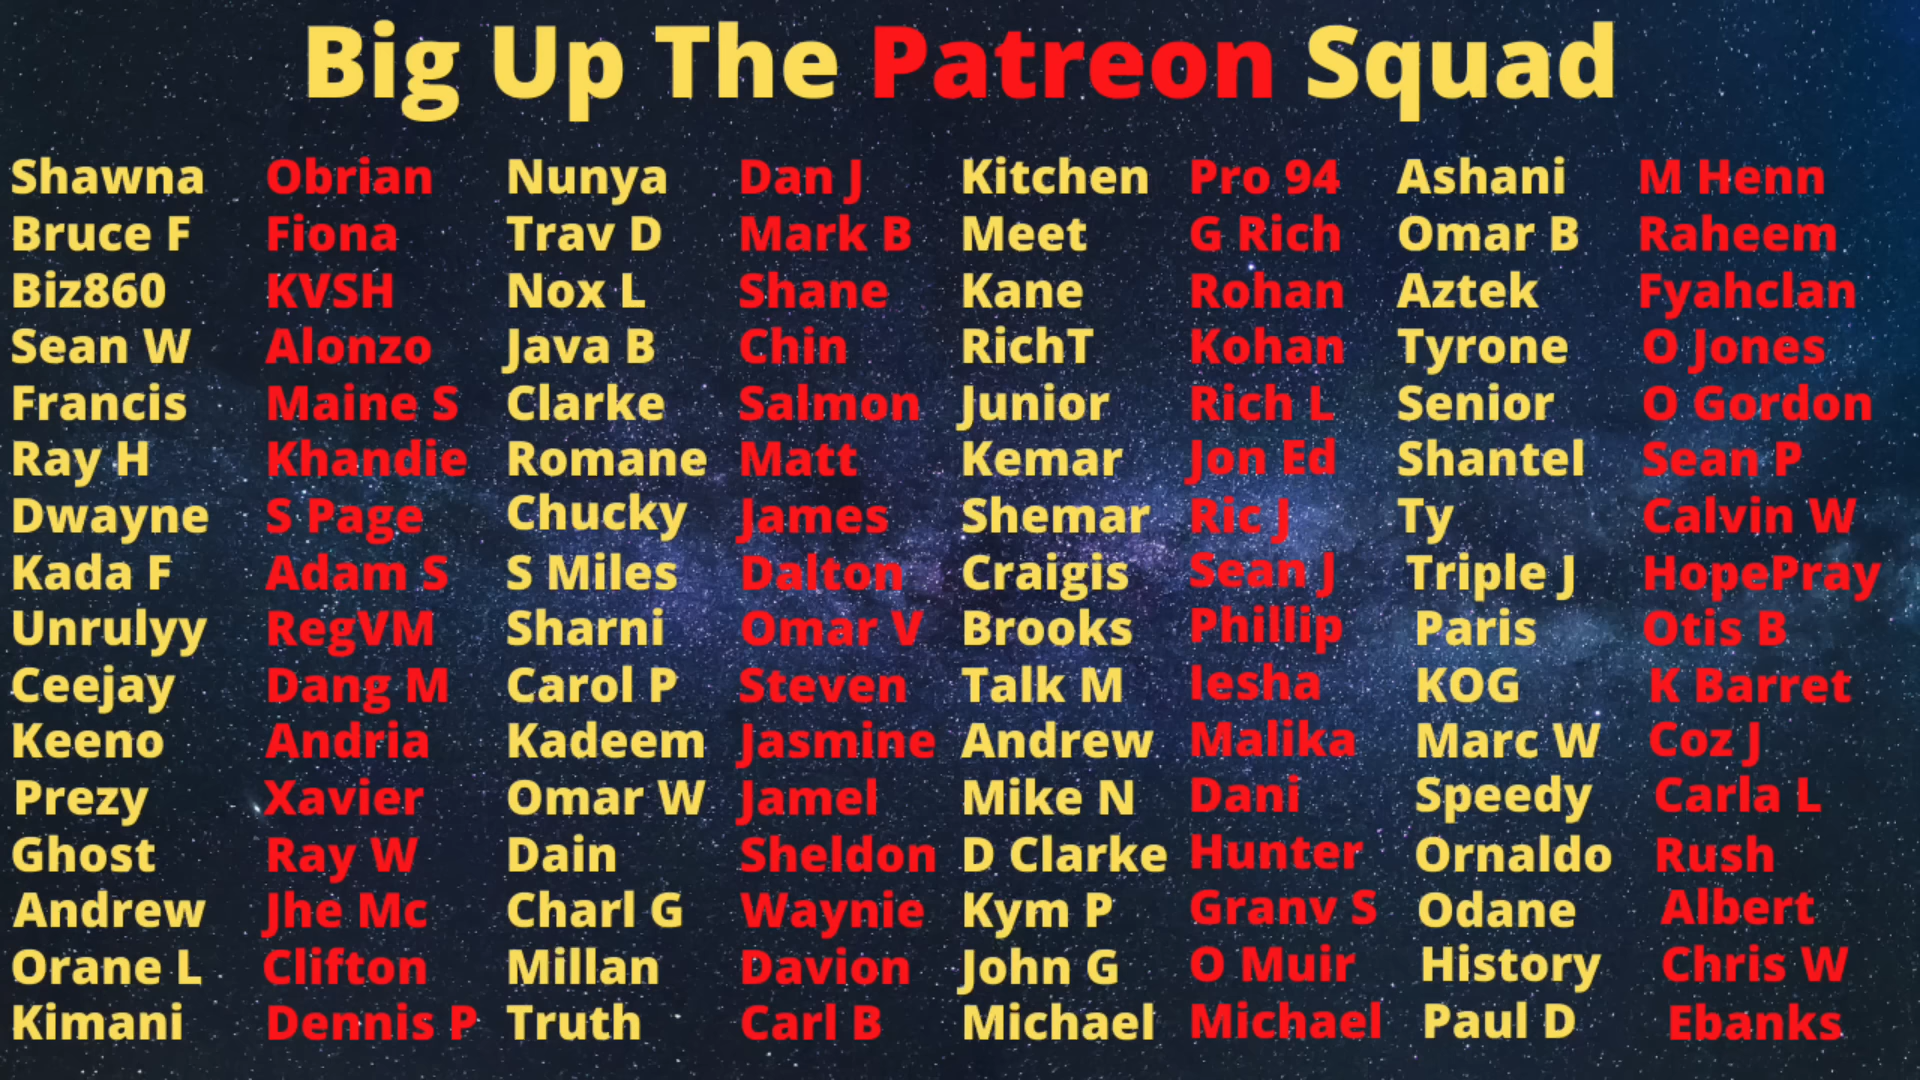 Big Up The Patreon Squad
Shawna Obrian Nunya Dan J Kitchen Pro 94 Ashani M Henn
Bruce F Fiona Trav D Mark B Meet G Rich Omar B Raheem
Biz860 KVSH Nox L Shane Kane Rohan Aztek Fyahclan
Sean W Alonzo Java B Chin RichT Kohan Tyrone O Jones
Francis Maine S Clarke Salmon Junior Rich L Senior O Gordon
Ray H Khandie Romane Matt Kemar Jon Ed Shantel Sean P
Dwayne S Page Chucky James Shemar Ric J Ty Calvin W
Kada F Adam S S Miles Dalton Craigis Sean J Triple J HopePray
Unrulyy RegVM Sharni Omar V Brooks Phillip Paris Otis B
Ceejay Dang M Carol P Steven Talk M Iesha KOG K Barret
Keeno Andria Kadeem Jasmine Andrew Malika Marc W Coz J
Prezy Xavier Omar W Jamel Mike N Dani Speedy Carla L
Ghost Ray W Dain Sheldon D Clarke Hunter Ornaldo Rush
Andrew Jhe Mc Charl G Waynie Kym P Granv S Odane Albert
Orane L Clifton Millan Davion John G O Muir History Chris W
Kimani Dennis P Truth Carl B Michael Michael Paul D Ebanks